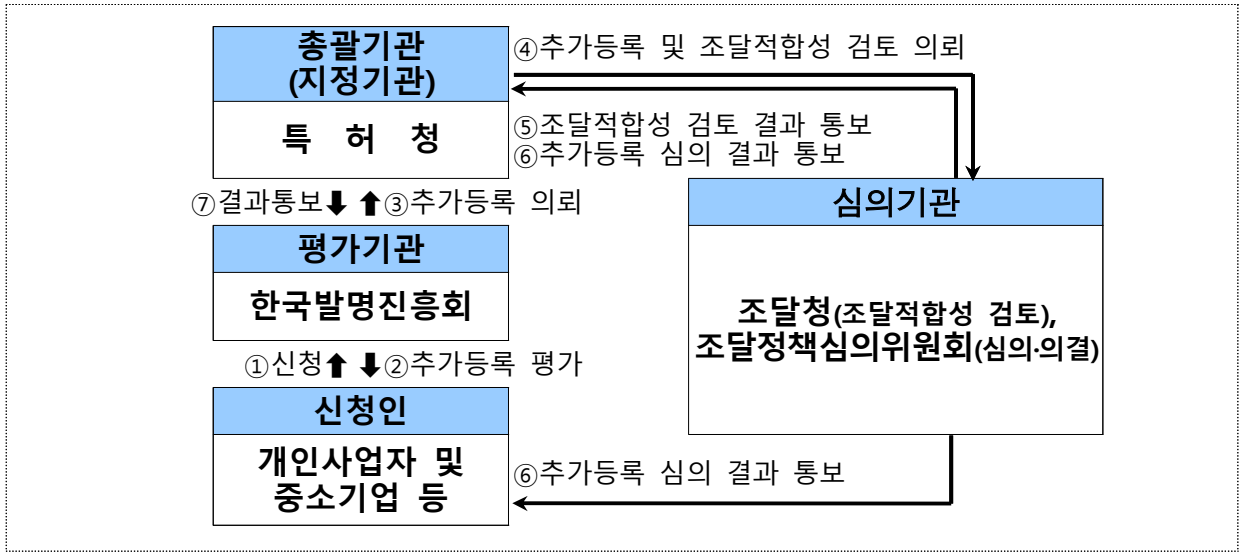 총괄기관
(지정기관)
특 허 청
④추가등록 및 조달적합성 검토 의뢰
⑤조달적합성 검토 결과 통보
⑥추가등록 심의 결과 통보
⑦결과통보⬇ ⬆③추가등록 의뢰
평가기관
한국발명진흥회
①신청⬆ ⬇②추가등록 평가
신청인
개인사업자 및
중소기업 등
심의기관
조달청(조달적합성 검토),
조달정책심의위원회(심의·의결)
⑥추가등록 심의 결과 통보